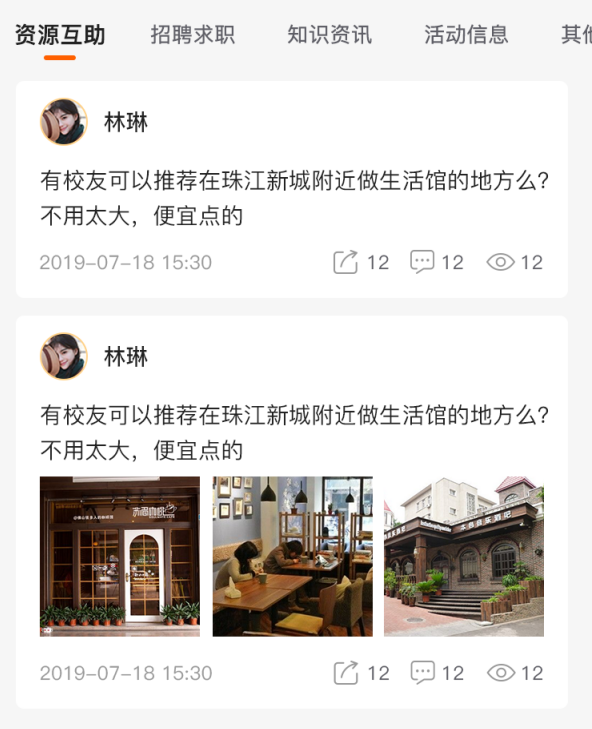 资源互助 招聘求职 知识资讯 活动信息 其他
林琳
有校友可以推荐在珠江新城附近做生活馆的地方么？
不用太大，便宜点的
2019-07-18 15:30 12 12 12
林琳
有校友可以推荐在珠江新城附近做生活馆的地方么？
不用太大，便宜点的
2019-07-18 15:30 12 12 12